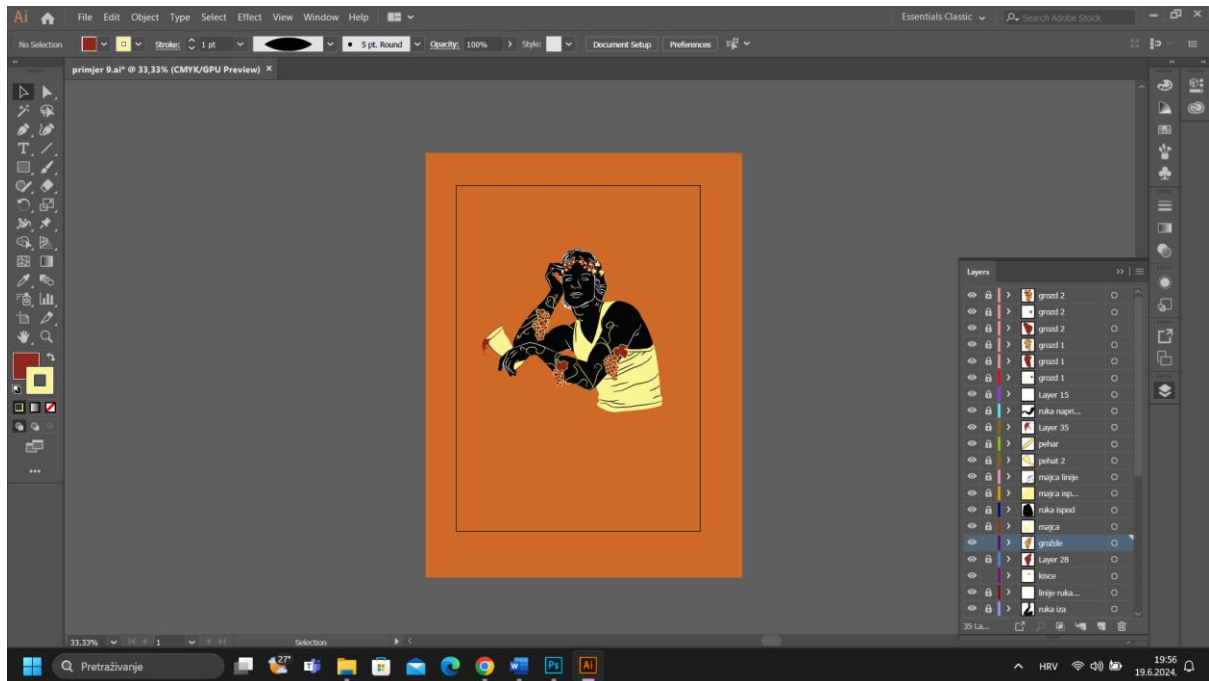 Ai File Edit Object Type Select Effect View Window Help Essentials Classic Search Adobe Stock
No Selection Stroke: 1 pt 5 pt. Round Opacity: 100% Style: Document Setup Preferences
primjer 9.ai* @ 33,33% (CMYK/GPU Preview) ×
Layers
grozd 2
grozd 2
grozd 2
grozd 1
grozd 1
grozd 1
Layer 15
ruka napri...
Layer 35
pehar
pehat 2
majca linije
majca isp...
ruka ispod
majca
grožđe
Layer 28
kisce
linije ruka...
ruka iza
35 La...
33,33% 1 Selection
Pretraživanje 27° Ps Ai HRV 19:56
19.6.2024.